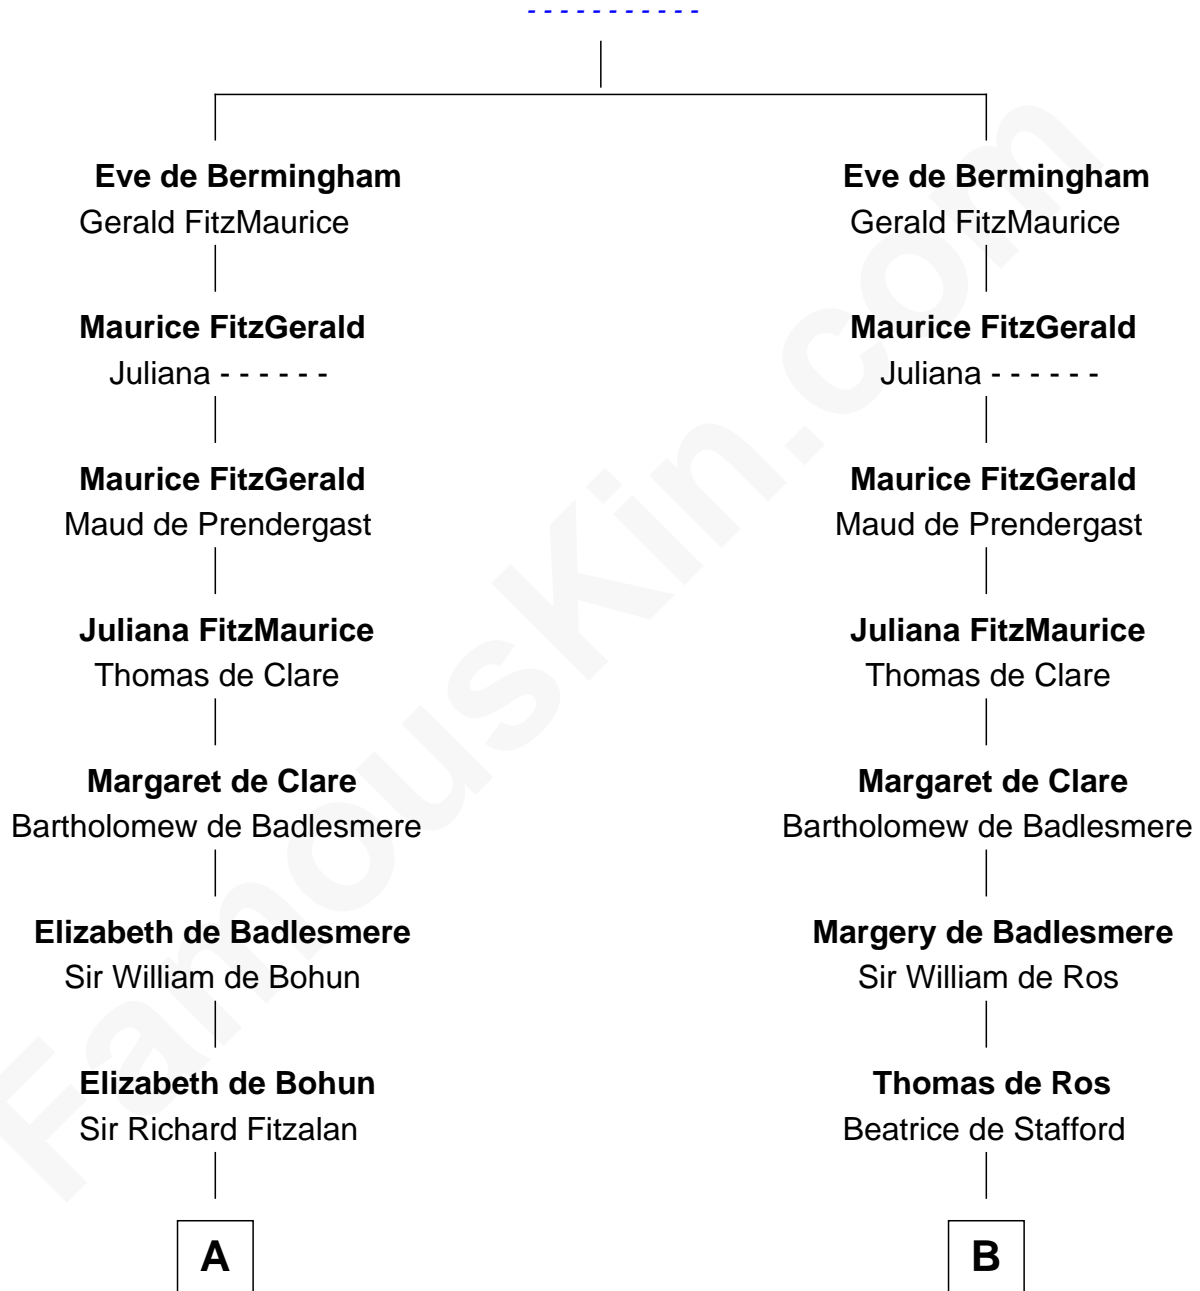 - - - - - - - - - - -
Eve de Bermingham
Gerald FitzMaurice
Maurice FitzGerald
Juliana - - - - - -
Maurice FitzGerald
Maud de Prendergast
Juliana FitzMaurice
Thomas de Clare
Margaret de Clare
Bartholomew de Badlesmere
Elizabeth de Badlesmere
Sir William de Bohun
Elizabeth de Bohun
Sir Richard Fitzalan
A
Eve de Bermingham
Gerald FitzMaurice
Maurice FitzGerald
Juliana - - - - - -
Maurice FitzGerald
Maud de Prendergast
Juliana FitzMaurice
Thomas de Clare
Margaret de Clare
Bartholomew de Badlesmere
Margery de Badlesmere
Sir William de Ros
Thomas de Ros
Beatrice de Stafford
B
FamousKin.com